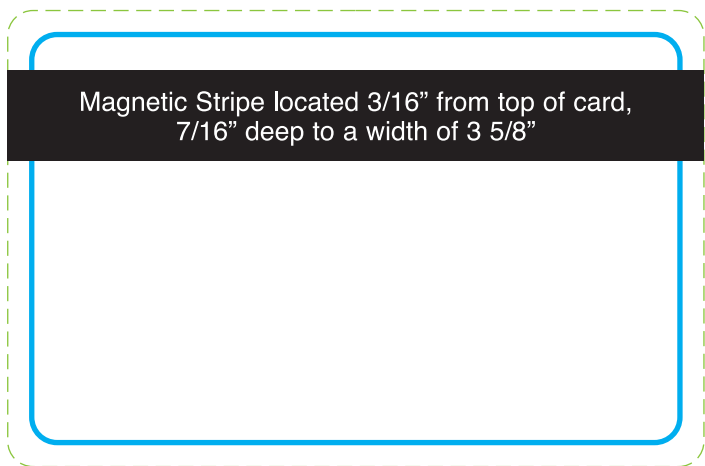 Magnetic Stripe located 3/16” from top of card,
7/16” deep to a width of 3 5/8”